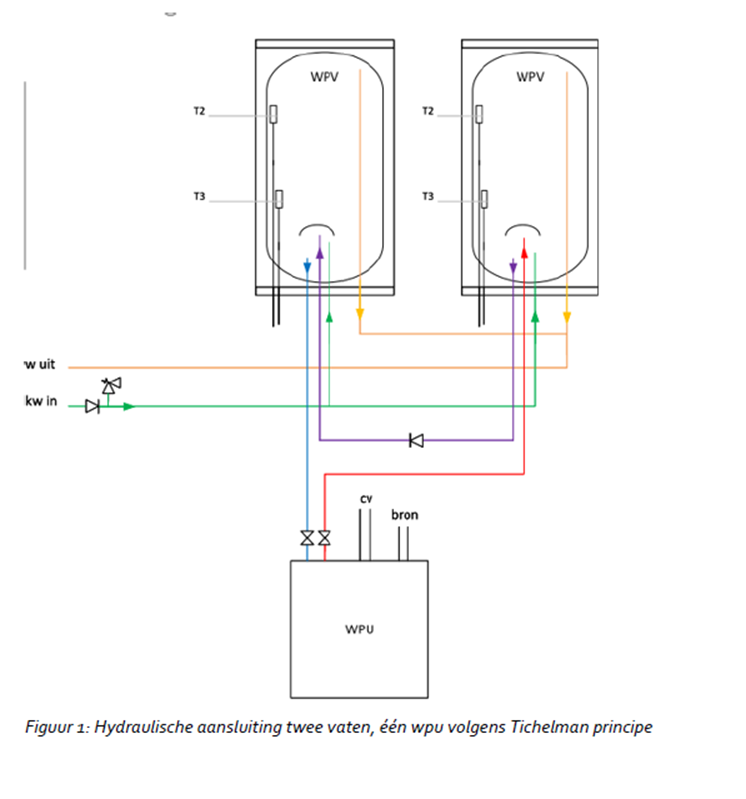 WPV WPV
T2 T2
T3 T3
w uit
kw in
cv
bron
WPU
Figuur 1: Hydraulische aansluiting twee vaten, één wpu volgens Tichelman principe